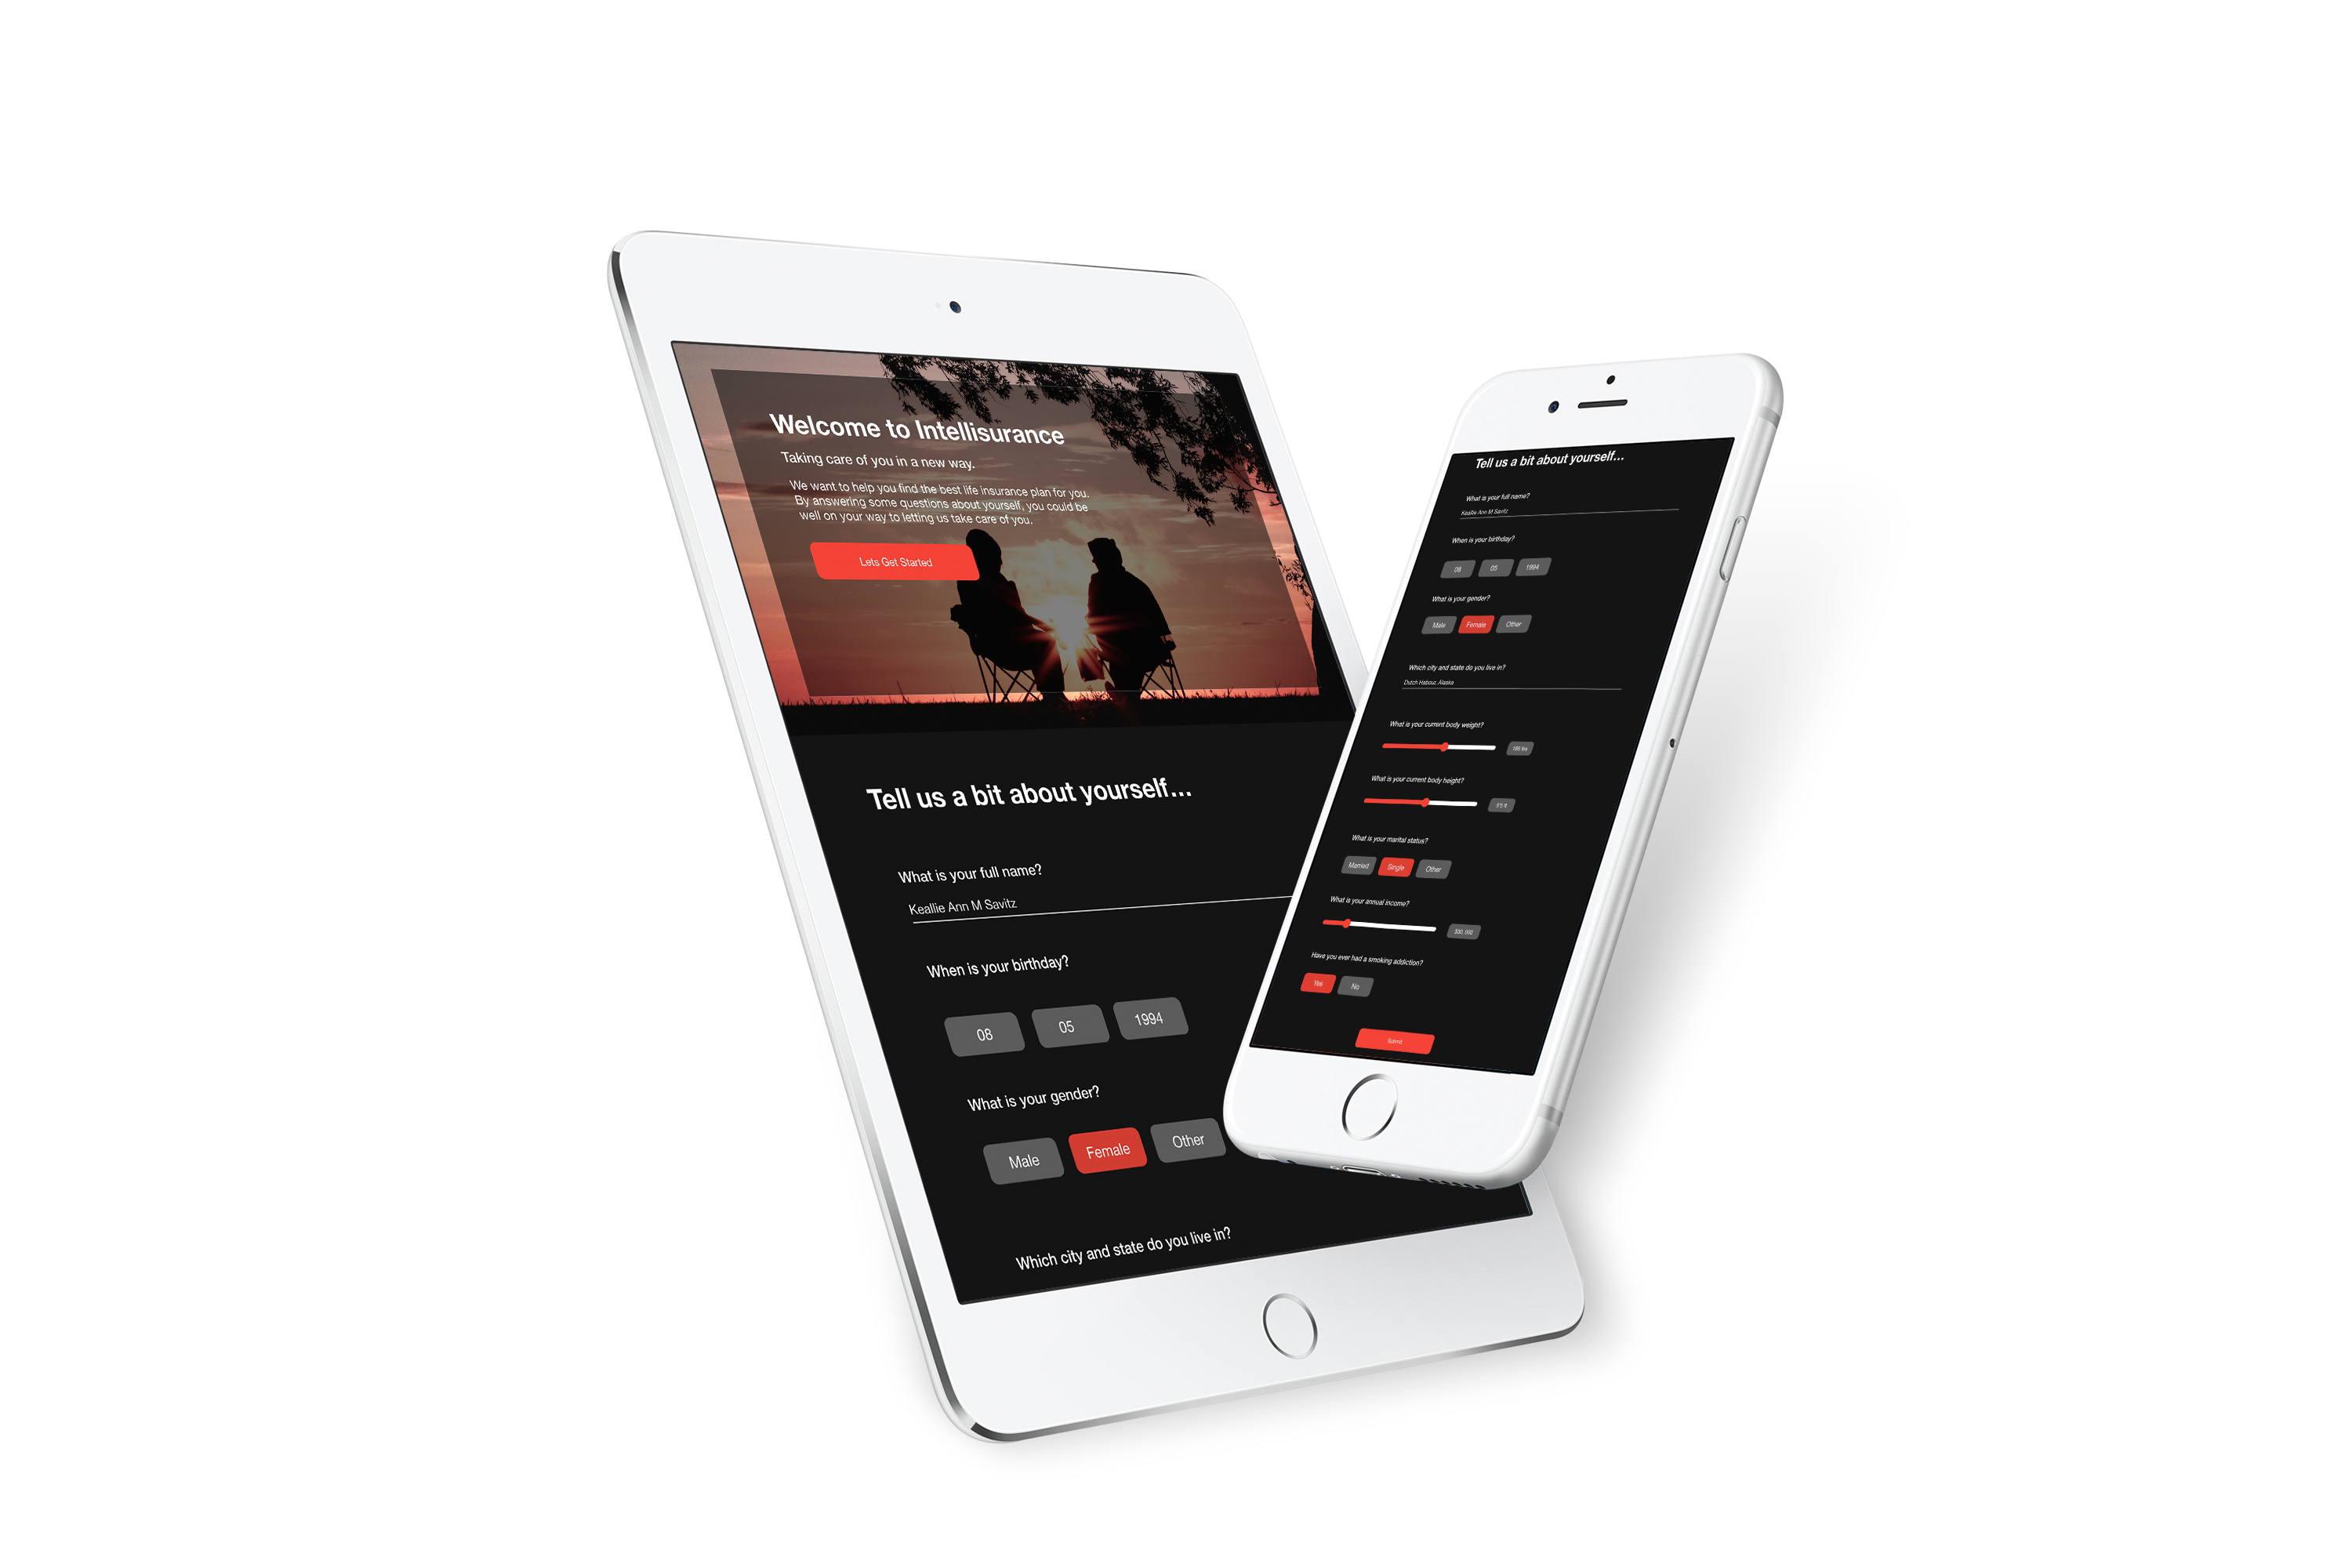 Welcome to Intellisurance
Taking care of you in a new way.
We want to help you find the best life insurance plan for you.
By answering some questions about yourself, you could be
well on your way to letting us take care of you.
Lets Get Started
Tell us a bit about yourself...
What is your full name?
Keallie Ann M Savitz
When is your birthday?
08 05 1994
What is your gender?
Male Female Other
Which city and state do you live in?
Tell us a bit about yourself...
What is your full name?
Keallie Ann M Savitz
When is your birthday?
08 05 1994
What is your gender?
Male Female Other
Which city and state do you live in?
Dutch Habour, Alaska
What is your current body weight?
lbs
What is your current body height?
What is your marital status?
Married Single Other
What is your annual income?
Have you ever had a smoking addiction?
Yes No
Submit